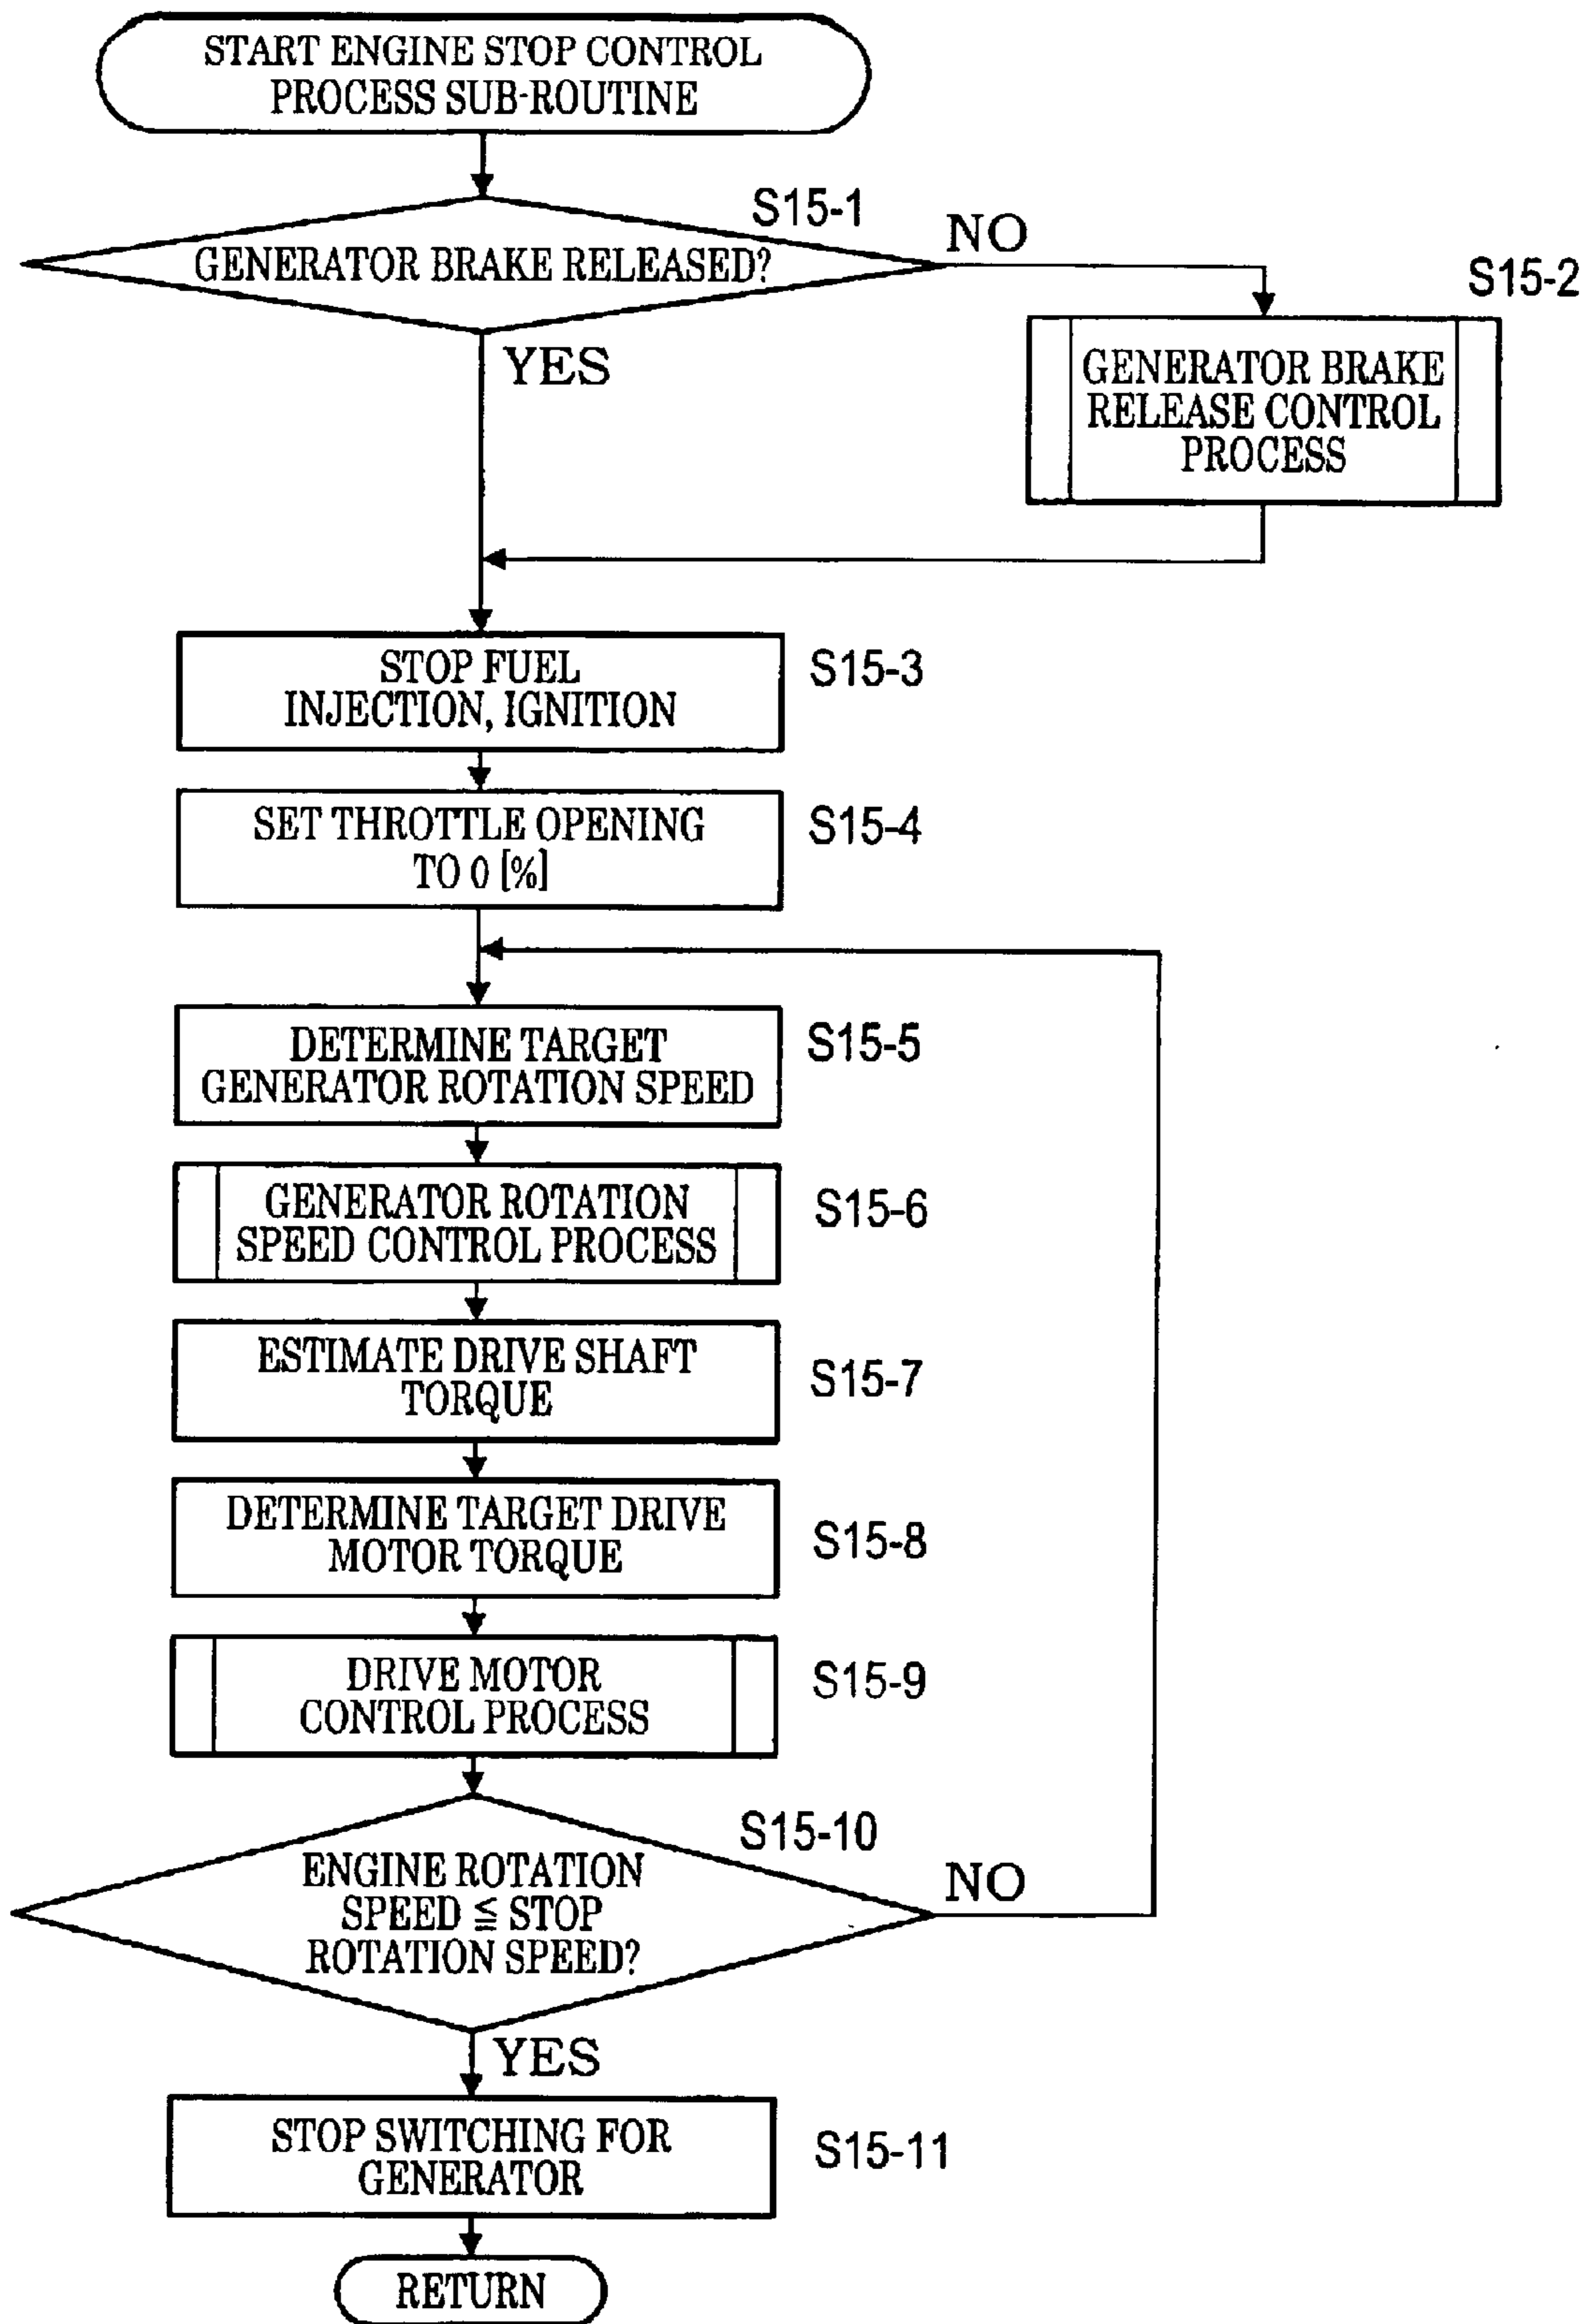 START ENGINE STOP CONTROL
PROCESS SUB-ROUTINE
S15-1
GENERATOR BRAKE RELEASED?
NO
YES
S15-2
GENERATOR BRAKE
RELEASE CONTROL
PROCESS
STOP FUEL
INJECTION, IGNITION
S15-3
SET THROTTLE OPENING
TO 0 [%]
S15-4
DETERMINE TARGET
GENERATOR ROTATION SPEED
S15-5
GENERATOR ROTATION
SPEED CONTROL PROCESS
S15-6
ESTIMATE DRIVE SHAFT
TORQUE
S15-7
DETERMINE TARGET DRIVE
MOTOR TORQUE
S15-8
DRIVE MOTOR
CONTROL PROCESS
S15-9
S15-10
ENGINE ROTATION
SPEED ≦ STOP
ROTATION SPEED?
NO
YES
STOP SWITCHING FOR
GENERATOR
S15-11
RETURN